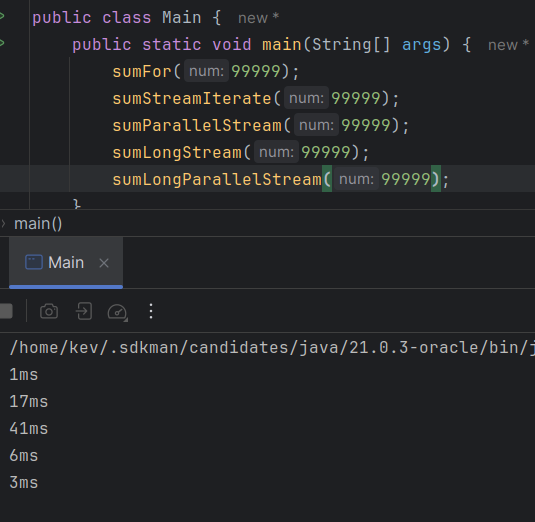 public class Main { new *
public static void main(String[] args) { new *
sumFor( num: 99999);
sumStreamIterate( num: 99999);
sumParallelStream( num: 99999);
sumLongStream( num: 99999);
sumLongParallelStream( num: 99999);
}
main()
Main
/home/kev/.sdkman/candidates/java/21.0.3-oracle/bin/j
1ms
17ms
41ms
6ms
3ms